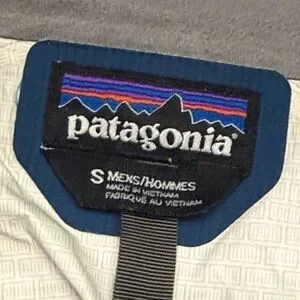 patagonia®
S MENS/HOMMES
MADE IN VIETNAM
FABRIQUÉ AU VIETNAM